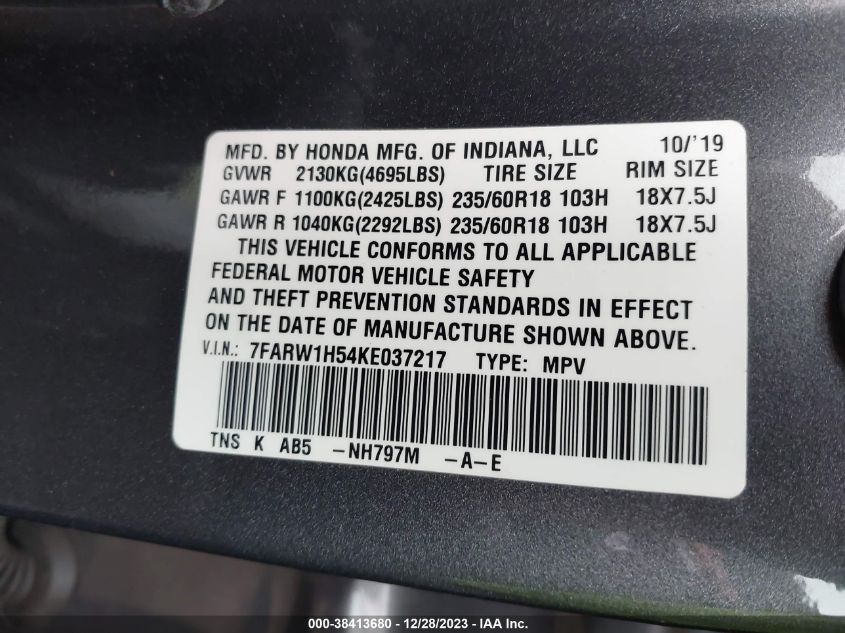 MFD. BY HONDA MFG. OF INDIANA, LLC 10/'19
GVWR 2130KG(4695LBS) TIRE SIZE RIM SIZE
GAWR F 1100KG(2425LBS) 235/60R18 103H 18X7.5J
GAWR R 1040KG(2292LBS) 235/60R18 103H 18X7.5J
THIS VEHICLE CONFORMS TO ALL APPLICABLE
FEDERAL MOTOR VEHICLE SAFETY
AND THEFT PREVENTION STANDARDS IN EFFECT
ON THE DATE OF MANUFACTURE SHOWN ABOVE.
V.I.N.: 7FARW1H54KE037217 TYPE: MPV
TNS K AB5 -NH797M -A-E
000-38413680 - 12/28/2023 - IAA Inc.